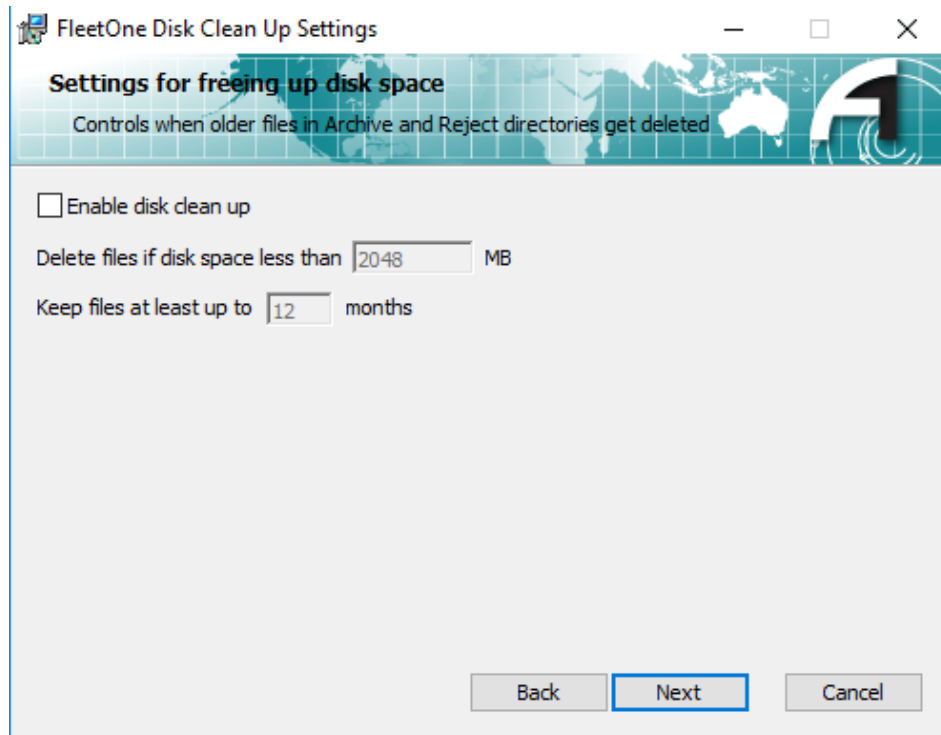 FleetOne Disk Clean Up Settings
Settings for freeing up disk space
Controls when older files in Archive and Reject directories get deleted
Enable disk clean up
Delete files if disk space less than 2048 MB
Keep files at least up to 12 months
Back Next Cancel